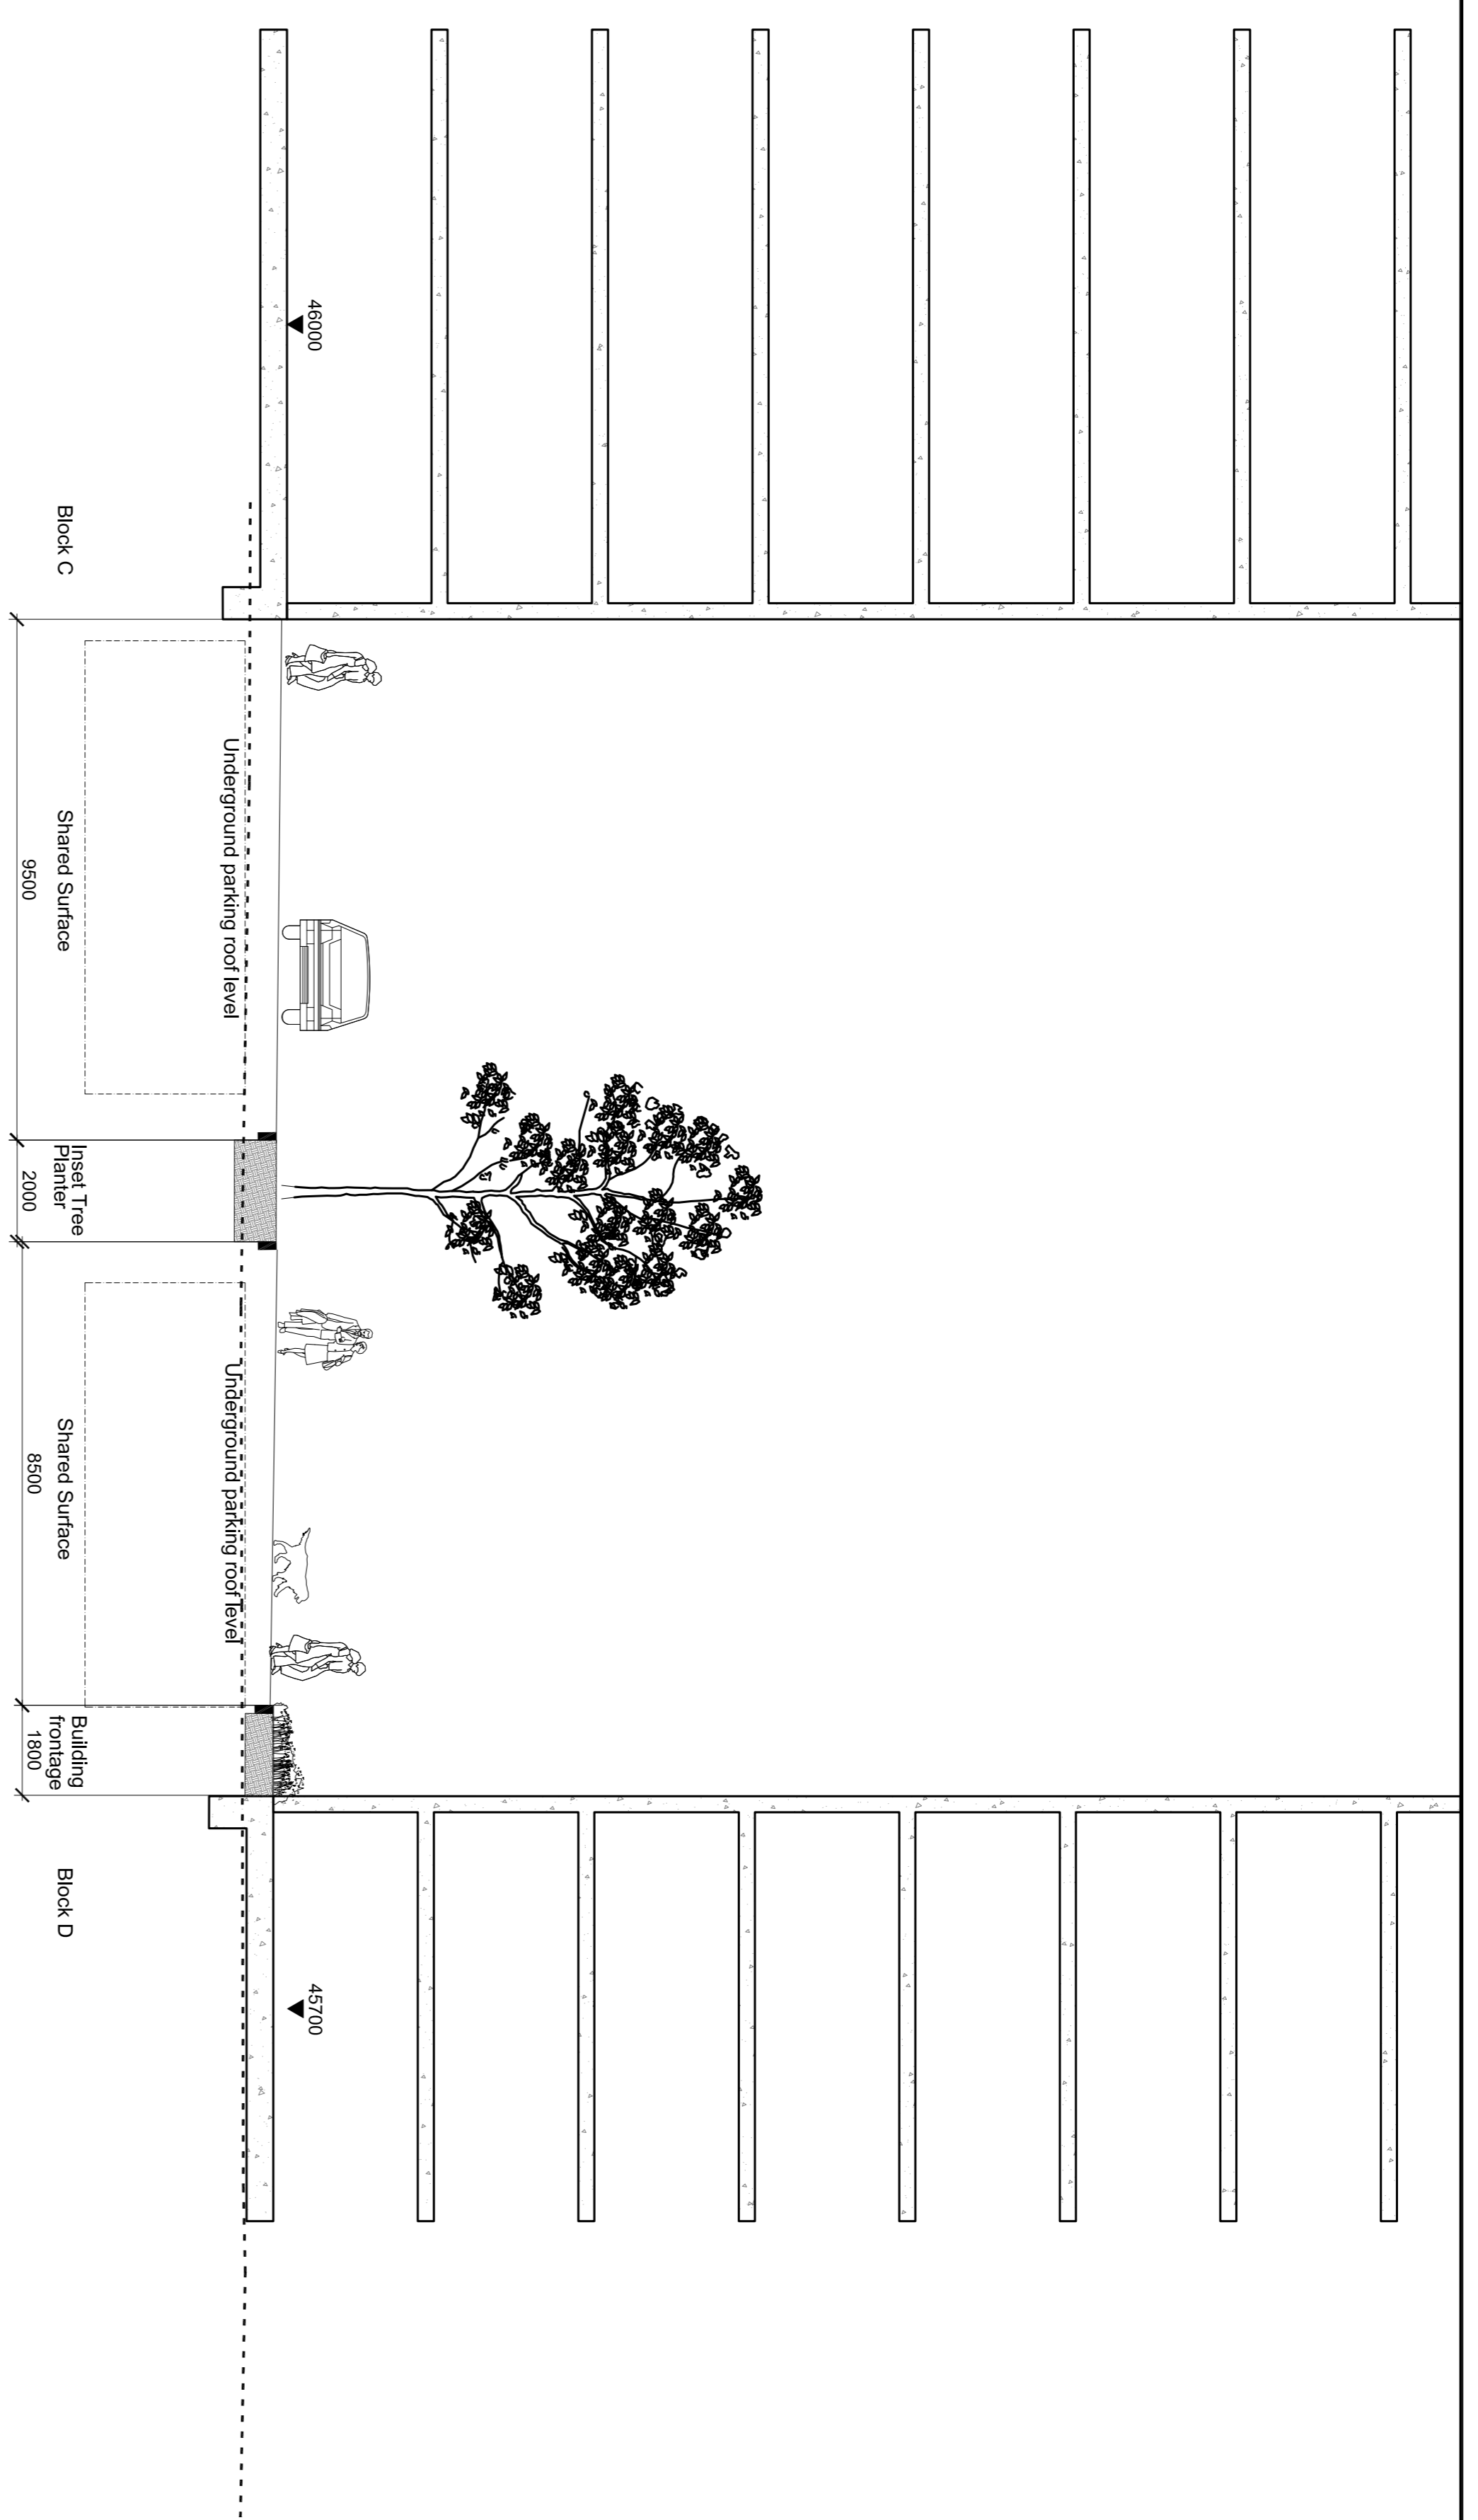 46000
45700
Underground parking roof level
Underground parking roof level
Block C
Shared Surface
Inset Tree
Planter
Shared Surface
Building
frontage
Block D
9500
2000
8500
1800